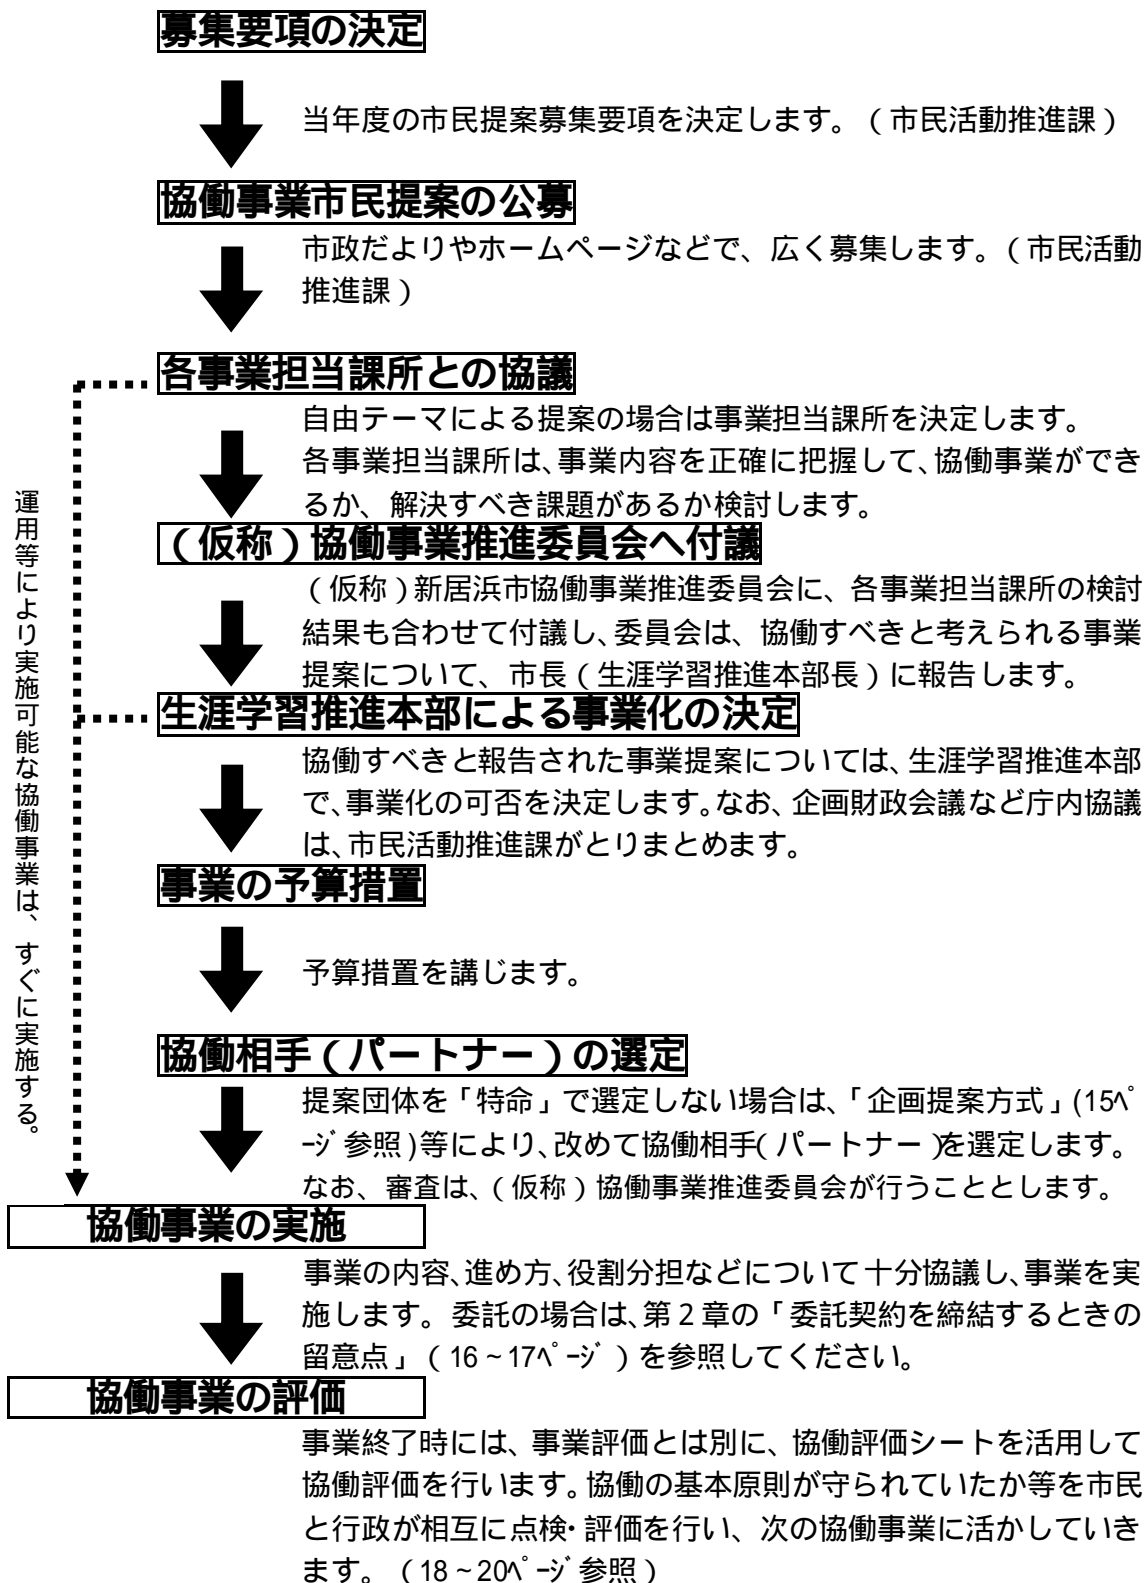 募集要項の決定
当年度の市民提案募集要項を決定します。（市民活動推進課）
協働事業市民提案の公募
市政だよりやホームページなどで、広く募集します。（市民活動
推進課）
各事業担当課所との協議
自由テーマによる提案の場合は事業担当課所を決定します。
各事業担当課所は、事業内容を正確に把握して、協働事業ができ
るか、解決すべき課題があるか検討します。
（仮称）協働事業推進委員会へ付議
（仮称）新居浜市協働事業推進委員会に、各事業担当課所の検討
結果も合わせて付議し、委員会は、協働すべきと考えられる事業
提案について、市長（生涯学習推進本部長）に報告します。
生涯学習推進本部による事業化の決定
協働すべきと報告された事業提案については、生涯学習推進本部
で、事業化の可否を決定します。なお、企画財政会議など庁内協議
は、市民活動推進課がとりまとめます。
事業の予算措置
予算措置を講じます。
協働相手（パートナー）の選定
提案団体を「特命」で選定しない場合は、「企画提案方式」(15ﾍﾟ
ｰｼﾞ参照)等により、改めて協働相手(パートナー)を選定します。
なお、審査は、（仮称）協働事業推進委員会が行うこととします。
運用等により実施可能な協働事業は、すぐに実施する。
協働事業の実施
事業の内容、進め方、役割分担などについて十分協議し、事業を実
施します。委託の場合は、第２章の「委託契約を締結するときの
留意点」（16～17ﾍﾟｰｼﾞ）を参照してください。
協働事業の評価
事業終了時には、事業評価とは別に、協働評価シートを活用して
協働評価を行います。協働の基本原則が守られていたか等を市民
と行政が相互に点検・評価を行い、次の協働事業に活かしていき
ます。（18～20ﾍﾟｰｼﾞ参照）